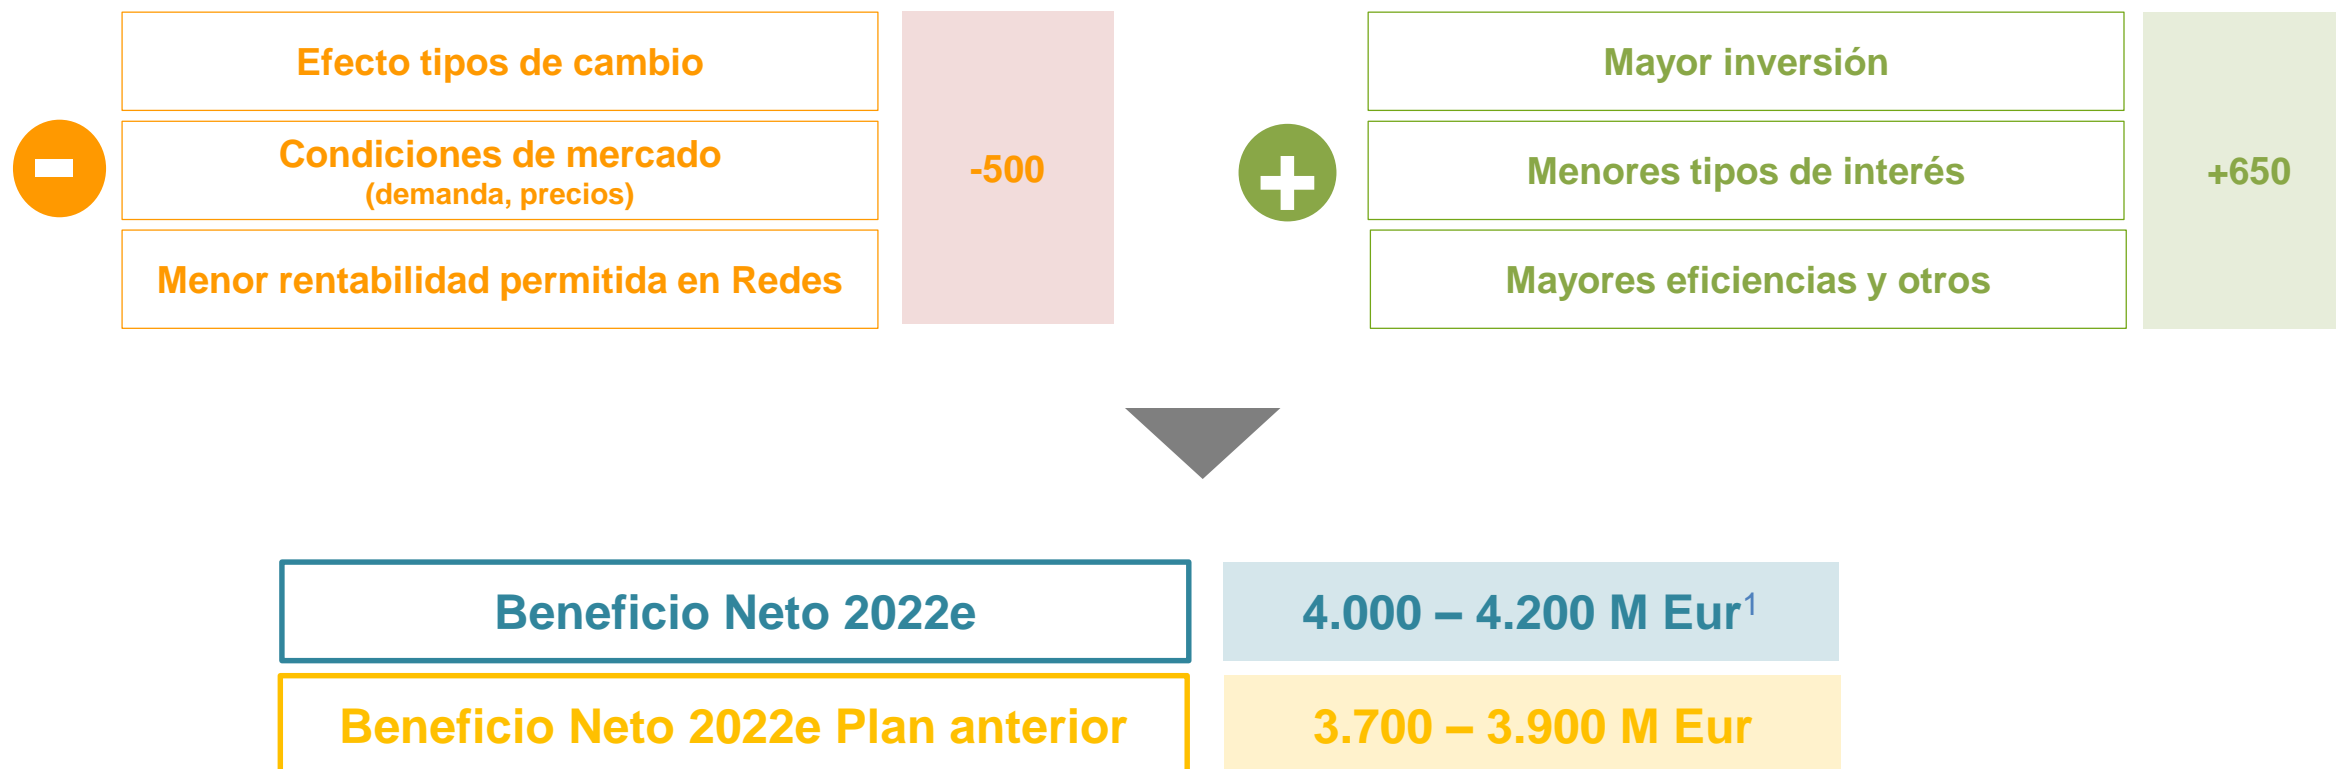 Efecto tipos de cambio
Condiciones de mercado
(demanda, precios)
Menor rentabilidad permitida en Redes
-500
Mayor inversión
Menores tipos de interés
Mayores eficiencias y otros
+650
Beneficio Neto 2022e
4.000 – 4.200 M Eur¹
Beneficio Neto 2022e Plan anterior
3.700 – 3.900 M Eur